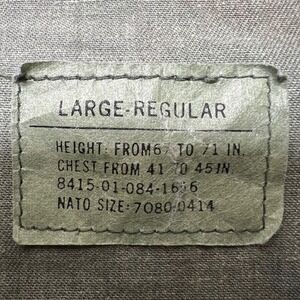 LARGE-REGULAR
HEIGHT: FROM 67 TO 71 IN.
CHEST FROM 41 TO 45 IN
8415-01-084-1646
NATO SIZE: 7080-0414